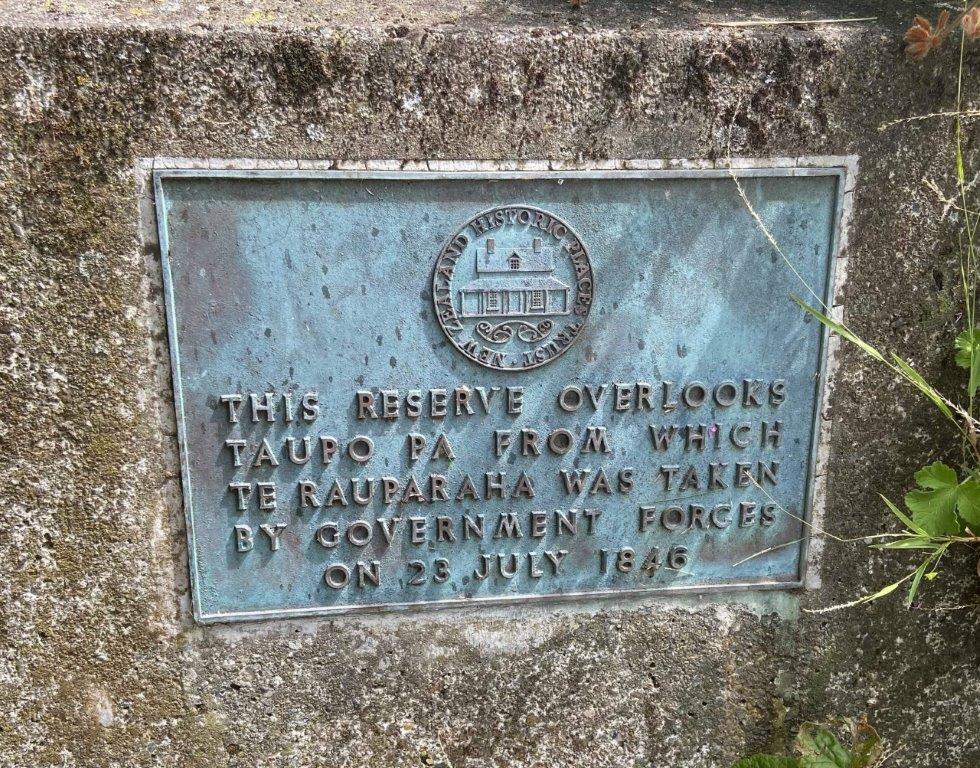 NEW ZEALAND HISTORIC PLACES TRUST
THIS RESERVE OVERLOOKS
TAUPO PA FROM WHICH
TE RAUPARAHA WAS TAKEN
BY GOVERNMENT FORCES
ON 23 JULY 1846